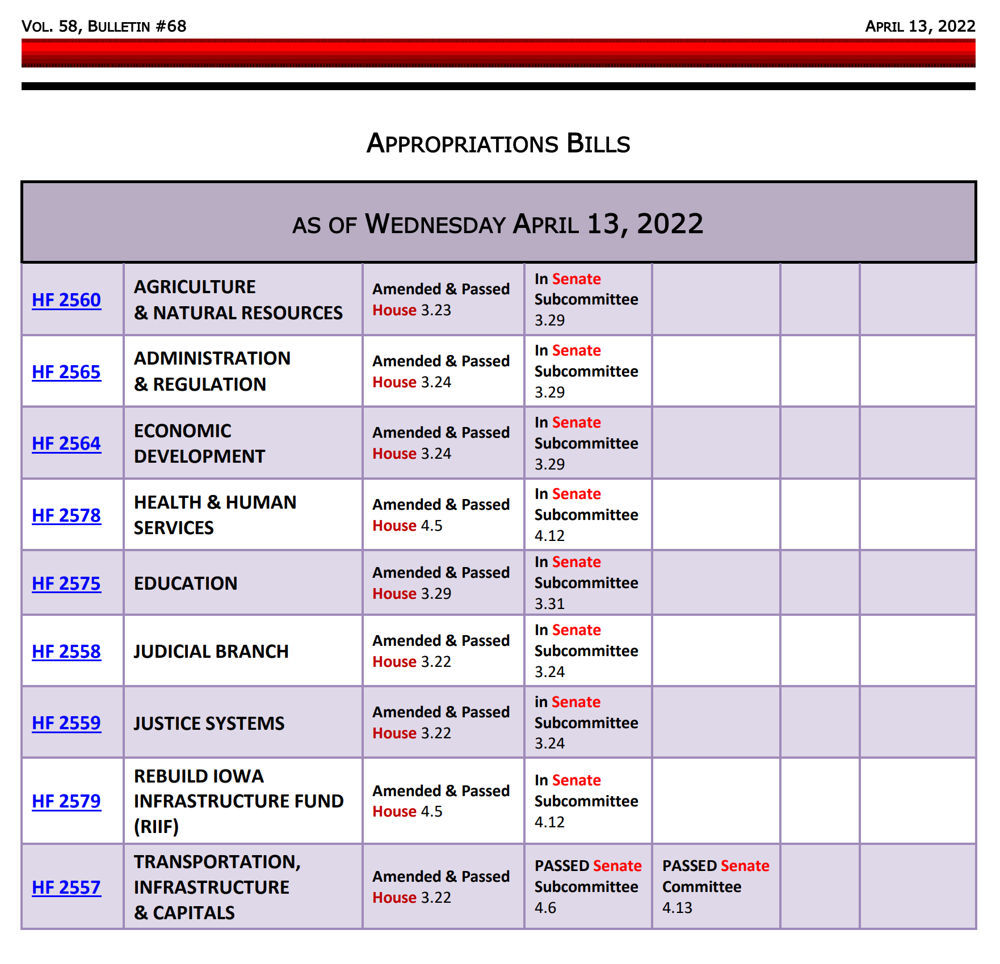 Vol. 58, Bulletin #68
April 13, 2022
Appropriations Bills
as of Wednesday April 13, 2022
HF 2560
AGRICULTURE
& NATURAL RESOURCES
Amended & Passed
House 3.23
In Senate
Subcommittee
3.29
HF 2565
ADMINISTRATION
& REGULATION
Amended & Passed
House 3.24
In Senate
Subcommittee
3.29
HF 2564
ECONOMIC
DEVELOPMENT
Amended & Passed
House 3.24
In Senate
Subcommittee
3.29
HF 2578
HEALTH & HUMAN
SERVICES
Amended & Passed
House 4.5
In Senate
Subcommittee
4.12
HF 2575
EDUCATION
Amended & Passed
House 3.29
In Senate
Subcommittee
3.31
HF 2558
JUDICIAL BRANCH
Amended & Passed
House 3.22
In Senate
Subcommittee
3.24
HF 2559
JUSTICE SYSTEMS
Amended & Passed
House 3.22
in Senate
Subcommittee
3.24
HF 2579
REBUILD IOWA
INFRASTRUCTURE FUND
(RIIF)
Amended & Passed
House 4.5
In Senate
Subcommittee
4.12
HF 2557
TRANSPORTATION,
INFRASTRUCTURE
& CAPITALS
Amended & Passed
House 3.22
PASSED Senate
Subcommittee
4.6
PASSED Senate
Committee
4.13